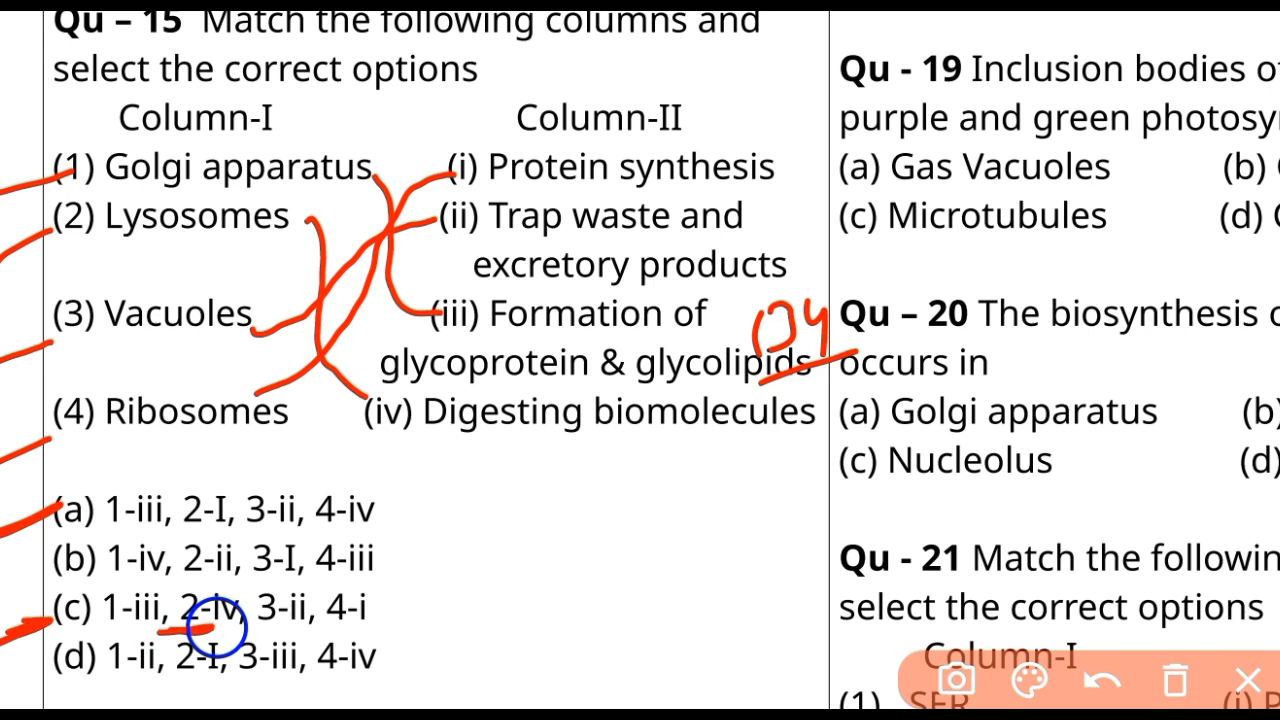 Qu – 15 Match the following columns and
select the correct options
Column-I Column-II
(1) Golgi apparatus (i) Protein synthesis
(2) Lysosomes (ii) Trap waste and
excretory products
(3) Vacuoles (iii) Formation of
glycoprotein & glycolipids
(4) Ribosomes (iv) Digesting biomolecules
(a) 1-iii, 2-I, 3-ii, 4-iv
(b) 1-iv, 2-ii, 3-I, 4-iii
(c) 1-iii, 2-iv, 3-ii, 4-i
(d) 1-ii, 2-I, 3-iii, 4-iv
Qu - 19 Inclusion bodies
purple and green
(a) Gas Vacuoles (b)
(c) Microtubules (d)
Qu – 20 The biosynthesis
occurs in
(a) Golgi apparatus (b)
(c) Nucleolus (d)
Qu - 21 Match the
select the correct options
Column-I
(1) SER (i)